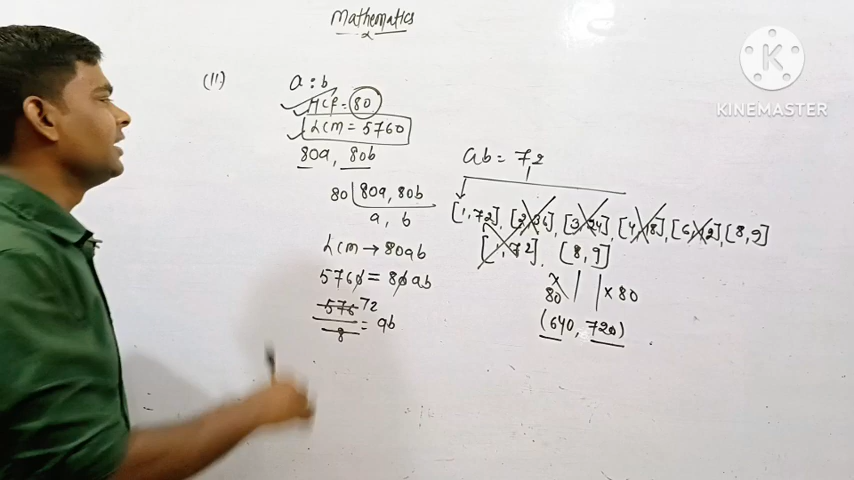 Mathematics
(11)
a : b
HCF = 80
LCM = 5760
80a, 80b
80 | 80a, 80b
a, b
LCM → 80ab
5760 = 80ab
576 72
8 = ab
ab = 72
[1,72], [2,36], [3,24], [4,18], [6,12], [8,9]
[1,72], [8,9]
×
80 × 80
(640, 720)
KINEMASTER